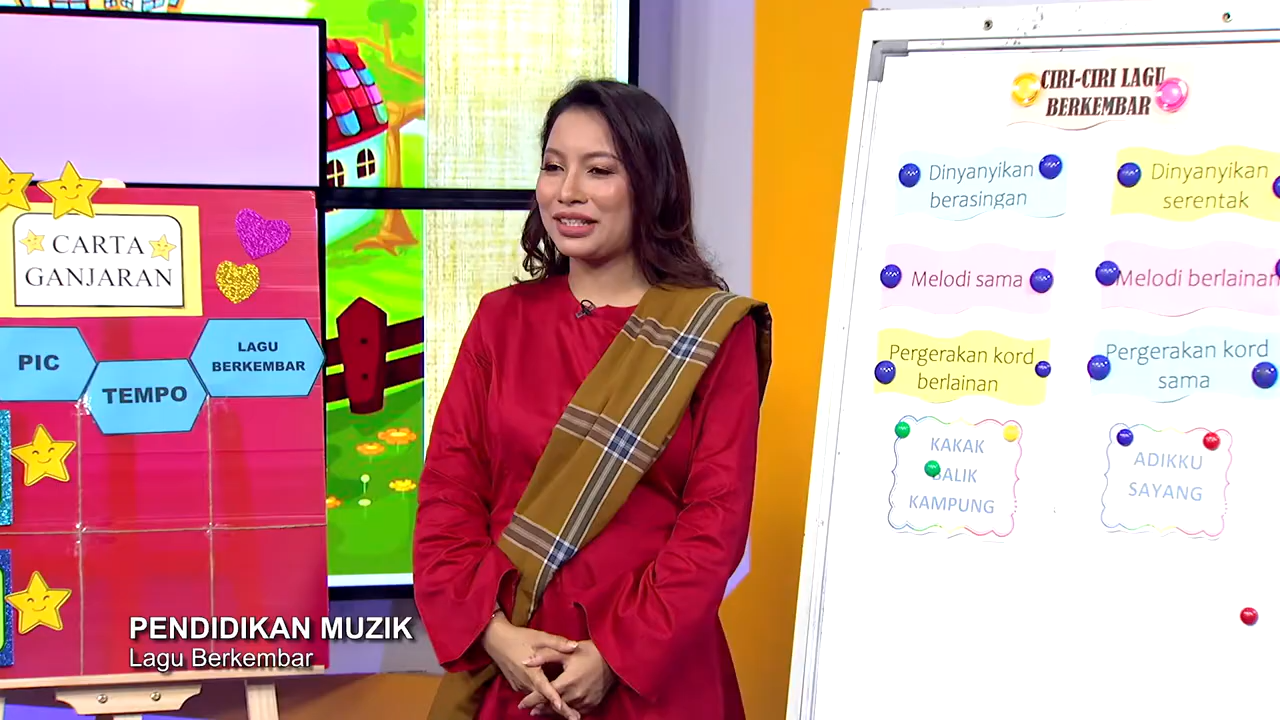 CARTA
GANJARAN
PIC
TEMPO
LAGU
BERKEMBAR
CIRI-CIRI LAGU
BERKEMBAR
Dinyanyikan
berasingan
Dinyanyikan
serentak
Melodi sama
Melodi berlainan
Pergerakan kord
berlainan
Pergerakan kord
sama
KAKAK
BALIK
KAMPUNG
ADIKKU
SAYANG
PENDIDIKAN MUZIK
Lagu Berkembar